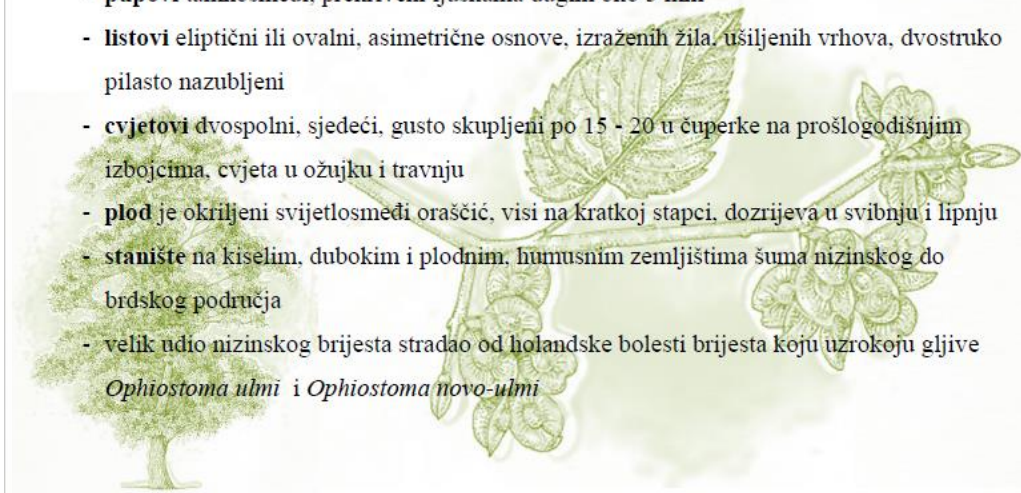 - listovi eliptični ili ovalni, asimetrične osnove, izraženih žila, ušiljenih vrhova, dvostruko
pilasto nazubljeni
- cvjetovi dvospolni, sjedeći, gusto skupljeni po 15 - 20 u čuperke na prošlogodišnjim
izbojcima, cvjeta u ožujku i travnju
- plod je okriljeni svijetlosmeđi oraščić, visi na kratkoj stapci, dozrijeva u svibnju i lipnju
- stanište na kiselim, dubokim i plodnim, humusnim zemljištima šuma nizinskog do
brdskog područja
- velik udio nizinskog brijesta stradao od holandske bolesti brijesta koju uzrokoju gljive
Ophiostoma ulmi i Ophiostoma novo-ulmi